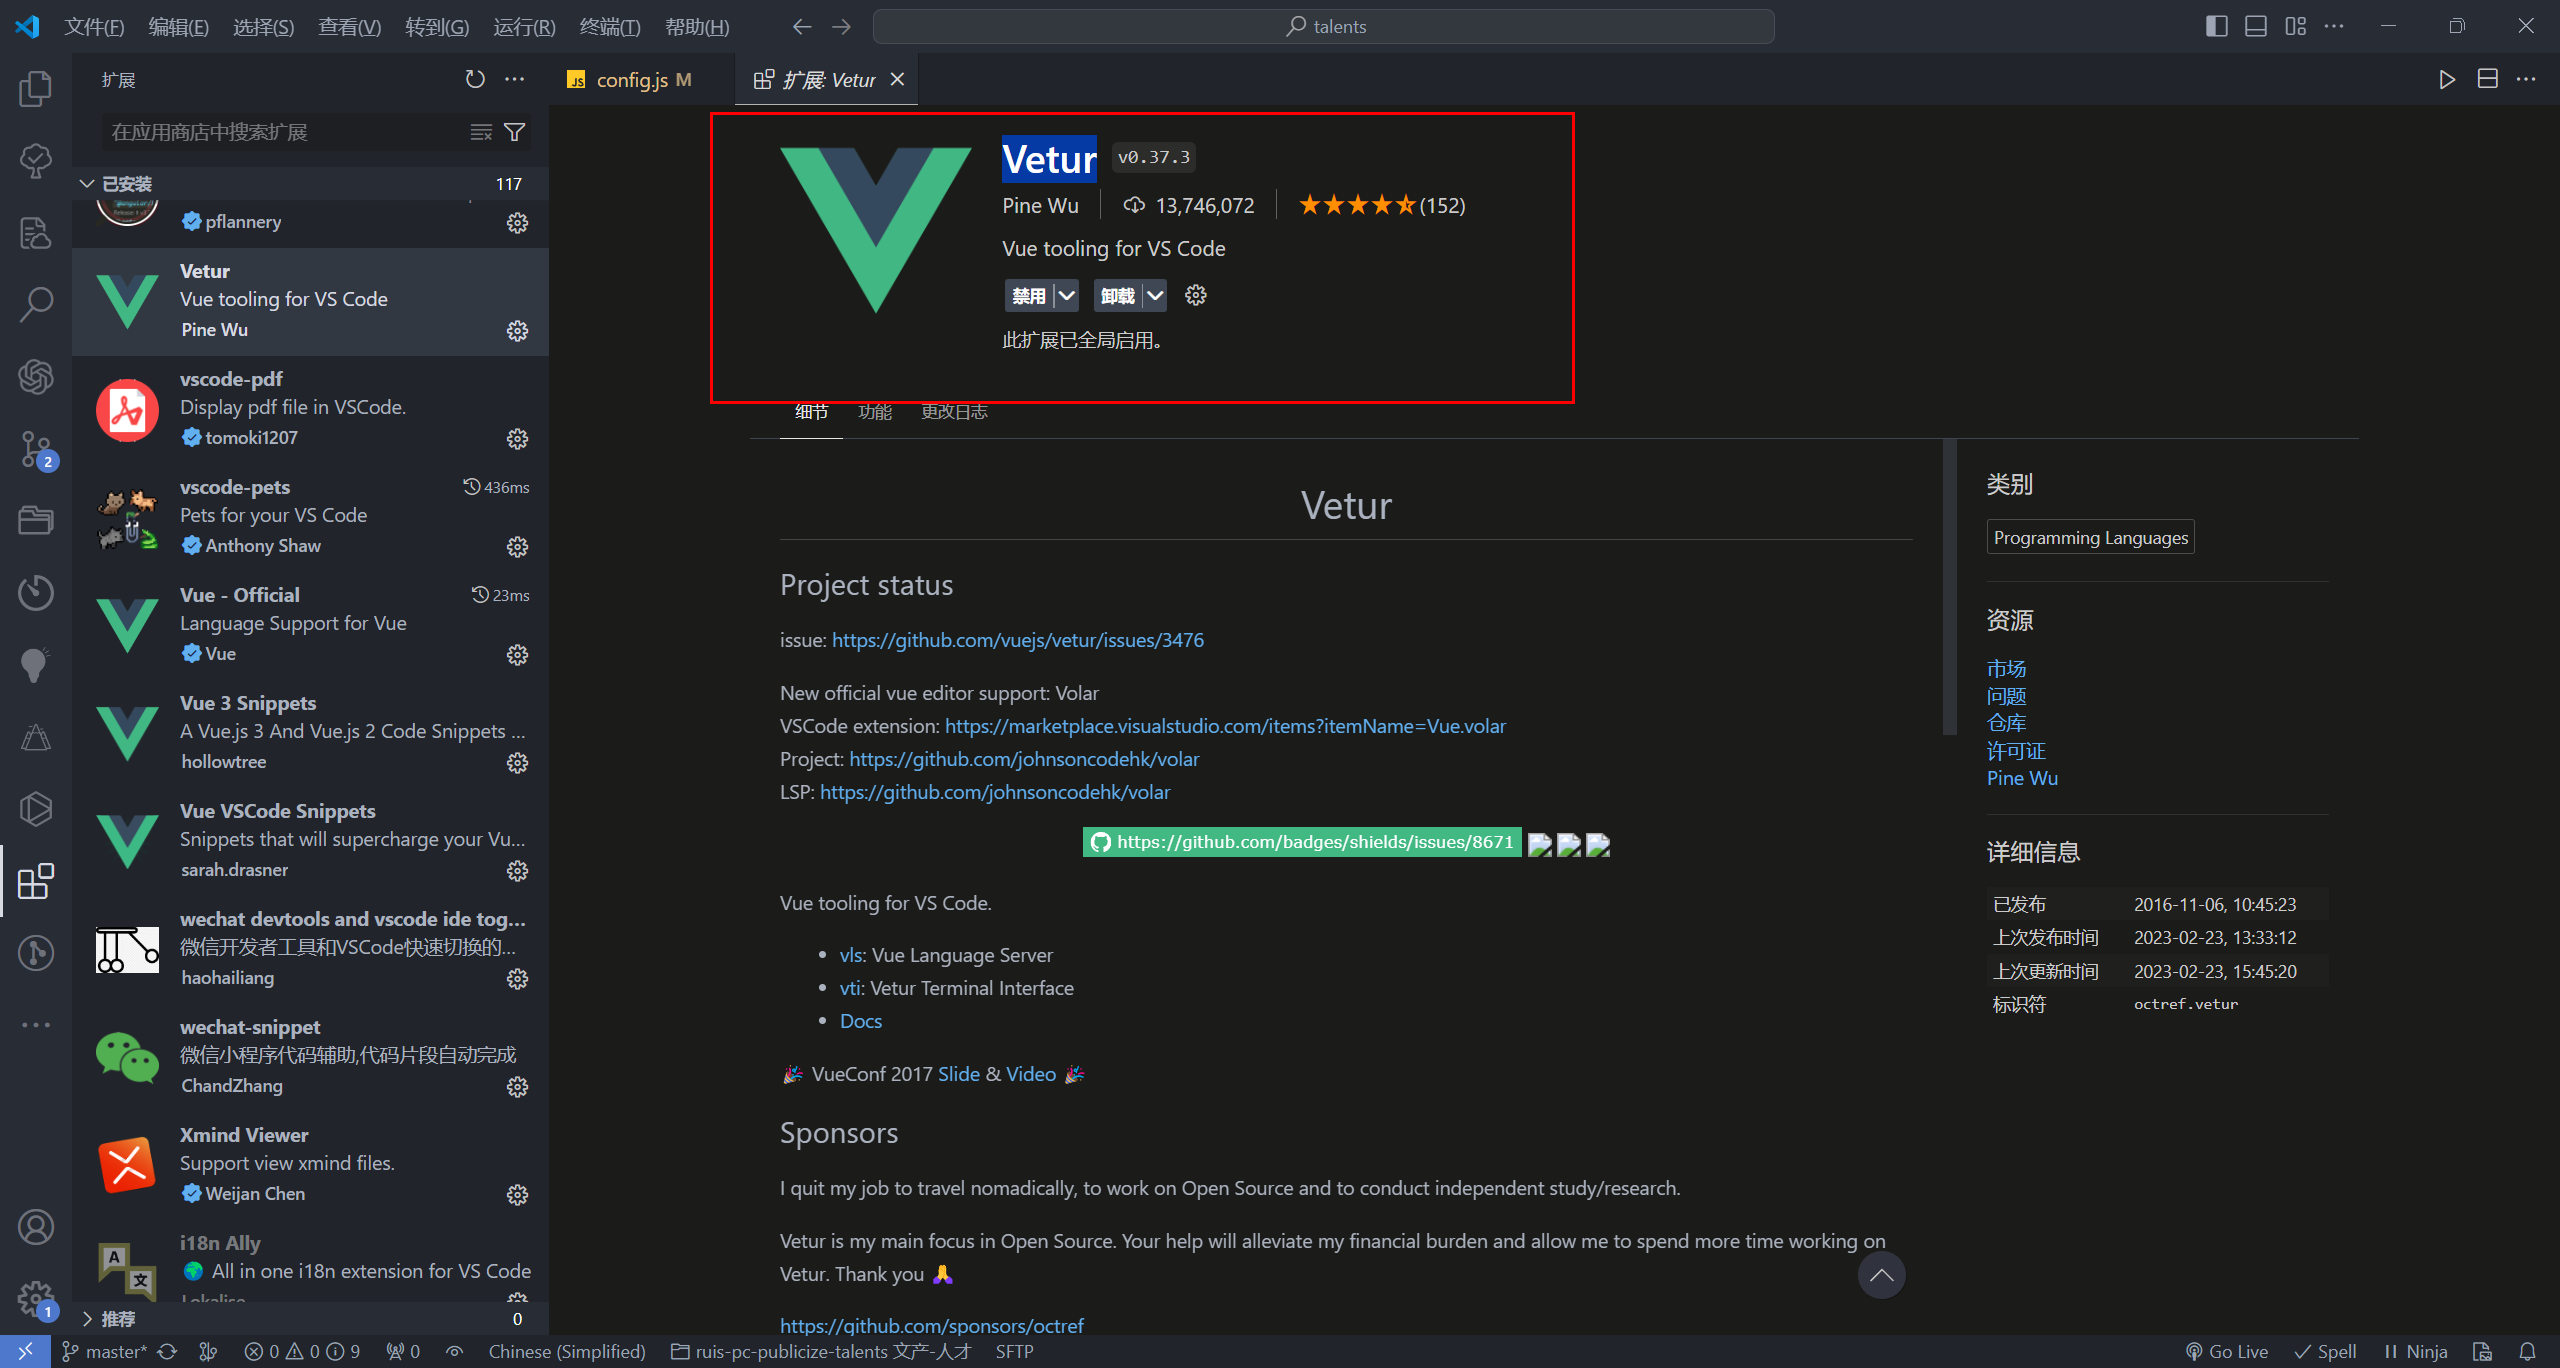 文件(F) 编辑(E) 选择(S) 查看(V) 转到(G) 运行(R) 终端(T) 帮助(H)
talents
扩展
config.js M
扩展: Vetur
在应用商店中搜索扩展
已安装 117
pflannery
Vetur
Vue tooling for VS Code
Pine Wu
vscode-pdf
Display pdf file in VSCode.
tomoki1207
vscode-pets 436ms
Pets for your VS Code
Anthony Shaw
Vue - Official 23ms
Language Support for Vue
Vue
Vue 3 Snippets
A Vue.js 3 And Vue.js 2 Code Snippets ...
hollowtree
Vue VSCode Snippets
Snippets that will supercharge your Vu...
sarah.drasner
wechat devtools and vscode ide tog...
微信开发者工具和VSCode快速切换的...
haohailiang
wechat-snippet
微信小程序代码辅助,代码片段自动完成
ChandZhang
Xmind Viewer
Support view xmind files.
Weijan Chen
i18n Ally
All in one i18n extension for VS Code
Lokalise
推荐 0
2
1
Vetur v0.37.3
Pine Wu 13,746,072 (152)
Vue tooling for VS Code
禁用 卸载
此扩展已全局启用。
细节 功能 更改日志
Vetur
Project status
issue: https://github.com/vuejs/vetur/issues/3476
New official vue editor support: Volar
VSCode extension: https://marketplace.visualstudio.com/items?itemName=Vue.volar
Project: https://github.com/johnsoncodehk/volar
LSP: https://github.com/johnsoncodehk/volar
https://github.com/badges/shields/issues/8671
Vue tooling for VS Code.
• vls: Vue Language Server
• vti: Vetur Terminal Interface
• Docs
🎉 VueConf 2017 Slide & Video 🎉
Sponsors
I quit my job to travel nomadically, to work on Open Source and to conduct independent study/research.
Vetur is my main focus in Open Source. Your help will alleviate my financial burden and allow me to spend more time working on
Vetur. Thank you 🙏
https://github.com/sponsors/octref
类别
Programming Languages
资源
市场
问题
仓库
许可证
Pine Wu
详细信息
已发布 2016-11-06, 10:45:23
上次发布时间 2023-02-23, 13:33:12
上次更新时间 2023-02-23, 15:45:20
标识符 octref.vetur
master* 0 0 9 0 Chinese (Simplified) ruis-pc-publicize-talents 文产-人才 SFTP Go Live Spell Ninja